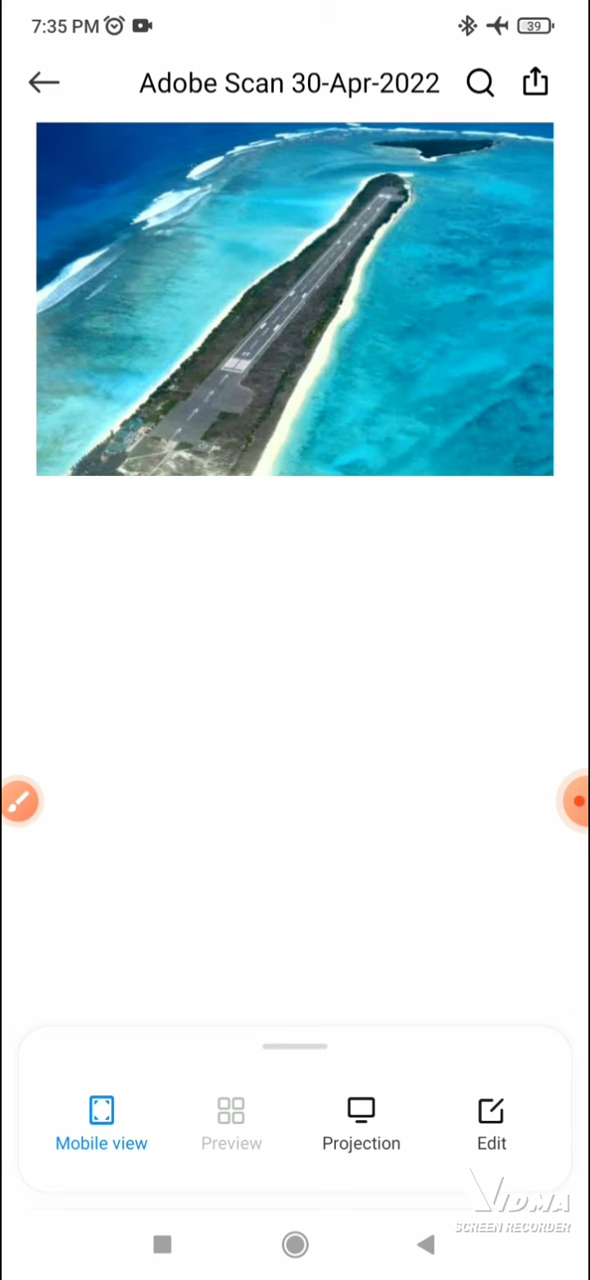 7:35 PM
39
Adobe Scan 30-Apr-2022
Mobile view
Preview
Projection
Edit
VIDMA
SCREEN RECORDER